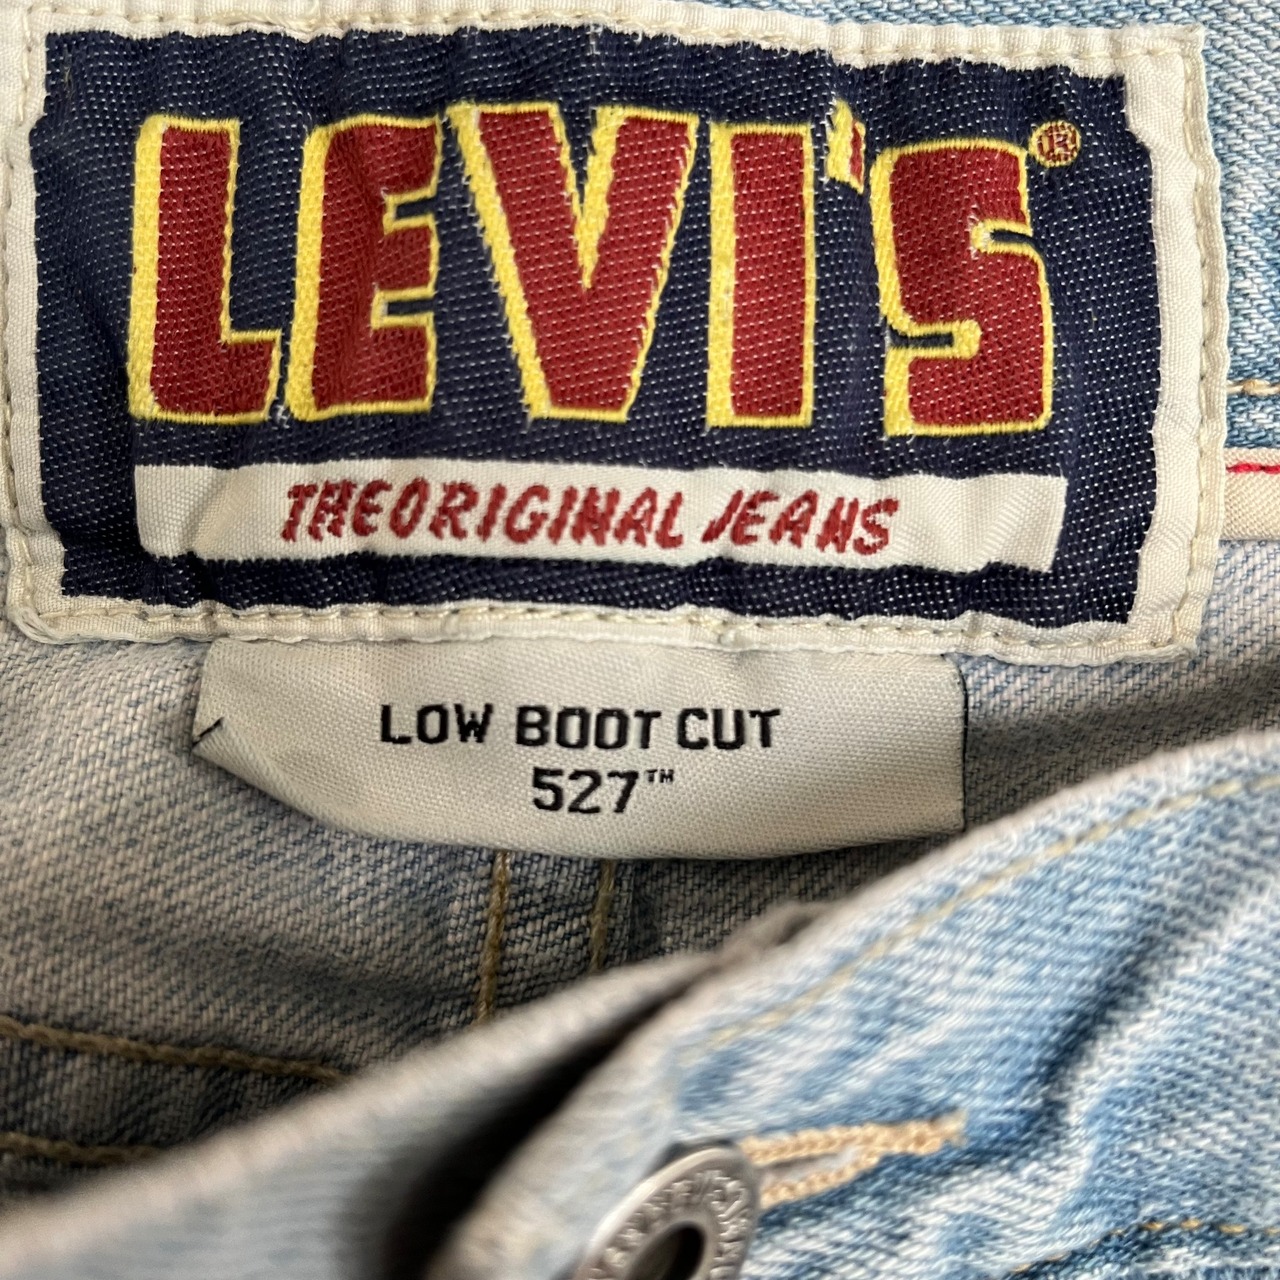 LEVI'S®
THE ORIGINAL JEANS
LOW BOOT CUT
527™